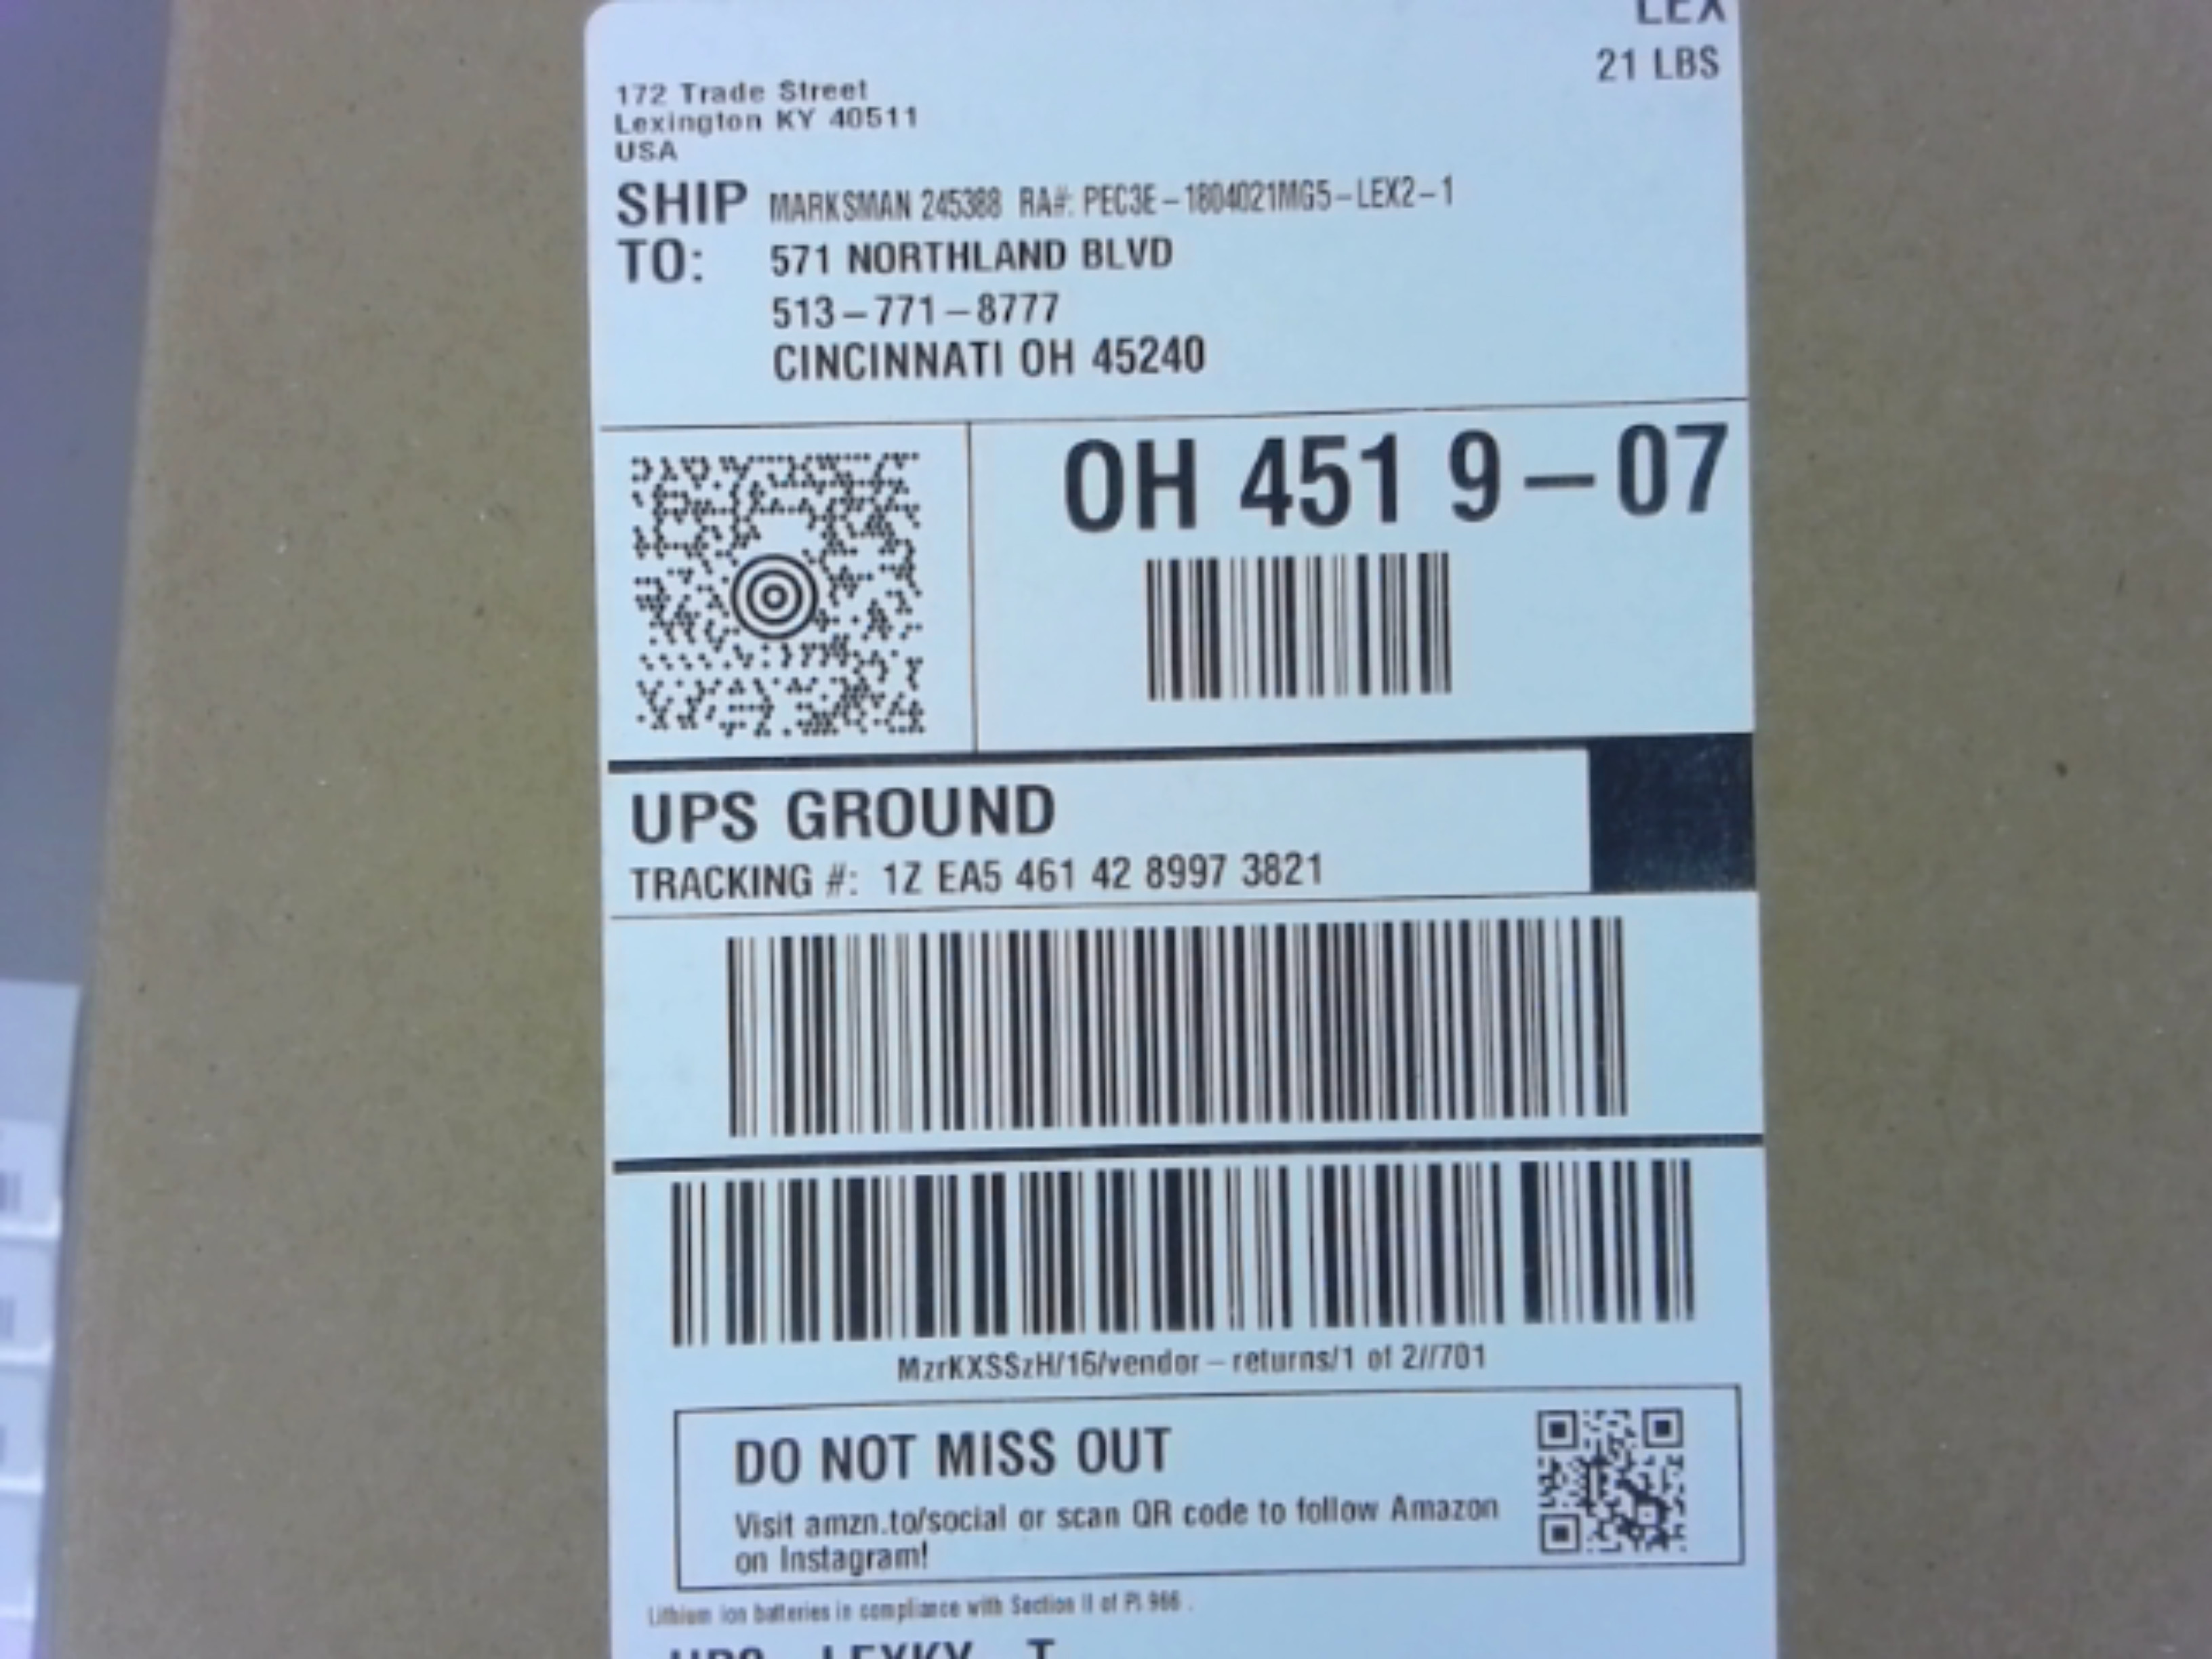 LEX
21 LBS
172 Trade Street
Lexington KY 40511
USA
SHIP TO:
MARKSMAN 245388 RA#: PEC3E-1804021MG5-LEX2-1
571 NORTHLAND BLVD
513-771-8777
CINCINNATI OH 45240
OH 451 9-07
UPS GROUND
TRACKING #: 1Z EA5 461 42 8997 3821
MzrKXSSzH/16/vendor-returns/1 of 2//701
DO NOT MISS OUT
Visit amzn.to/social or scan QR code to follow Amazon
on Instagram!
Lithium ion batteries in compliance with Section II of PI 966 .
UPS LEXKY T